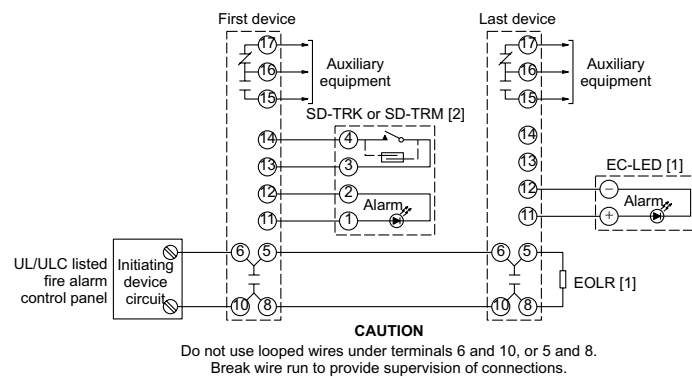 First device
Last device
17
17
16
Auxiliary
equipment
16
Auxiliary
equipment
15
15
SD-TRK or SD-TRM [2]
14
4
14
13
3
13
EC-LED [1]
12
2
12
−
Alarm
Alarm
11
1
11
+
6
5
6
5
UL/ULC listed
fire alarm
control panel
Initiating
device
circuit
EOLR [1]
10
8
10
8
CAUTION
Do not use looped wires under terminals 6 and 10, or 5 and 8.
Break wire run to provide supervision of connections.